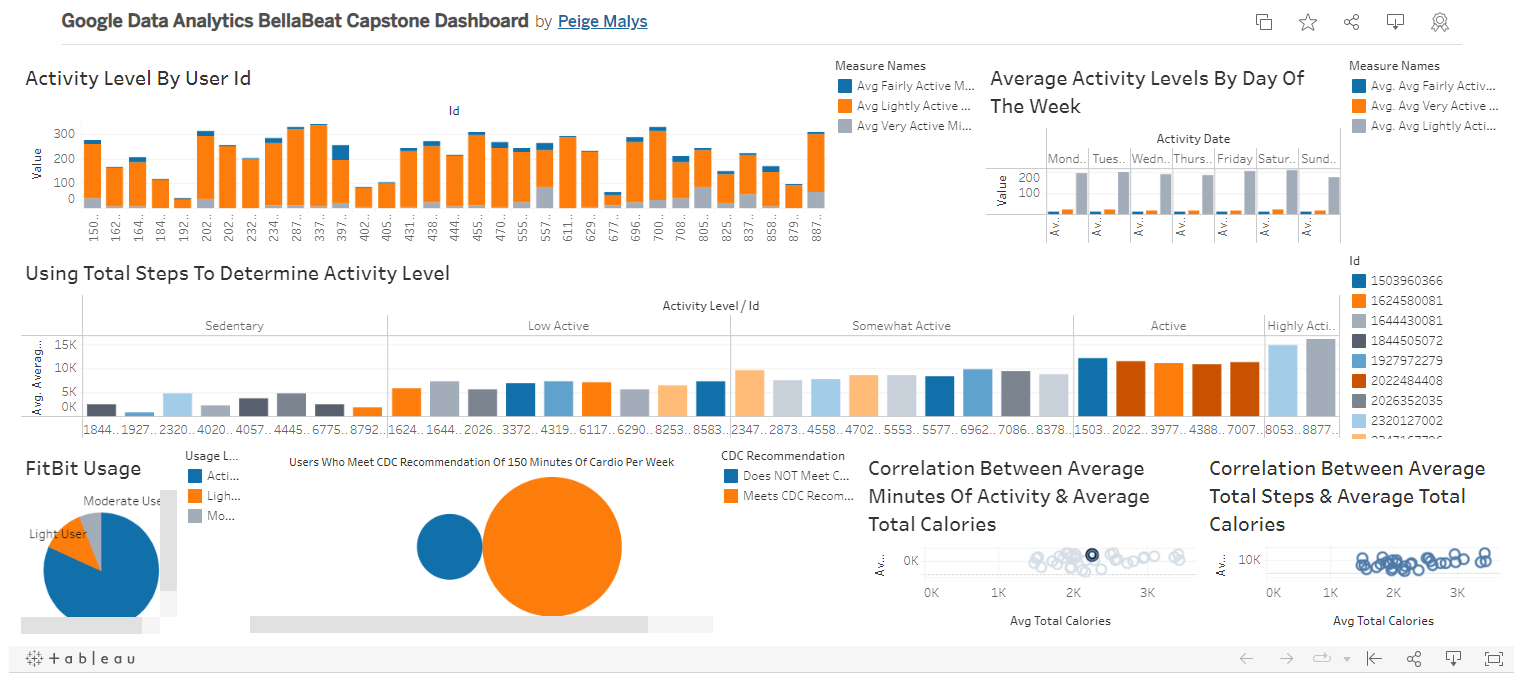 Google Data Analytics BellaBeat Capstone Dashboard by Peige Malys
Activity Level By User Id
Measure Names
Avg Fairly Active M...
Avg Lightly Active ...
Avg Very Active Mi...
Id
Value
300
200
100
0
150..
162..
164..
184..
192..
202..
202..
232..
234..
287..
337..
397..
402..
405..
431..
438..
444..
455..
470..
555..
557..
611..
629..
677..
696..
700..
708..
805..
825..
837..
858..
879..
887..
Average Activity Levels By Day Of
The Week
Measure Names
Avg. Avg Fairly Activ...
Avg. Avg Very Active ...
Avg. Avg Lightly Acti...
Activity Date
Mond.. Tues.. Wedn.. Thurs.. Friday Satur.. Sund..
Value
200
100
Av..
Av..
Av..
Av..
Av..
Av..
Av..
Using Total Steps To Determine Activity Level
Activity Level / Id
Sedentary Low Active Somewhat Active Active Highly Acti..
Avg. Averag..
15K
10K
5K
0K
1844.. 1927.. 2320.. 4020.. 4057.. 4445.. 6775.. 8792.. 1624.. 1644.. 2026.. 3372.. 4319.. 6117.. 6290.. 8253.. 8583.. 2347.. 2873.. 4558.. 4702.. 5553.. 5577.. 6962.. 7086.. 8378.. 1503.. 2022.. 3977.. 4388.. 7007.. 8053.. 8877..
Id
1503960366
1624580081
1644430081
1844505072
1927972279
2022484408
2026352035
2320127002
2347167796
FitBit Usage
Moderate Use
Light User
Usage L...
Acti...
Ligh...
Mo...
Users Who Meet CDC Recommendation Of 150 Minutes Of Cardio Per Week
CDC Recommendation
Does NOT Meet C...
Meets CDC Recom...
Correlation Between Average
Minutes Of Activity & Average
Total Calories
Av..
0K
0K 1K 2K 3K
Avg Total Calories
Correlation Between Average
Total Steps & Average Total
Calories
Av..
10K
0K 1K 2K 3K
Avg Total Calories
+ a b l e a u